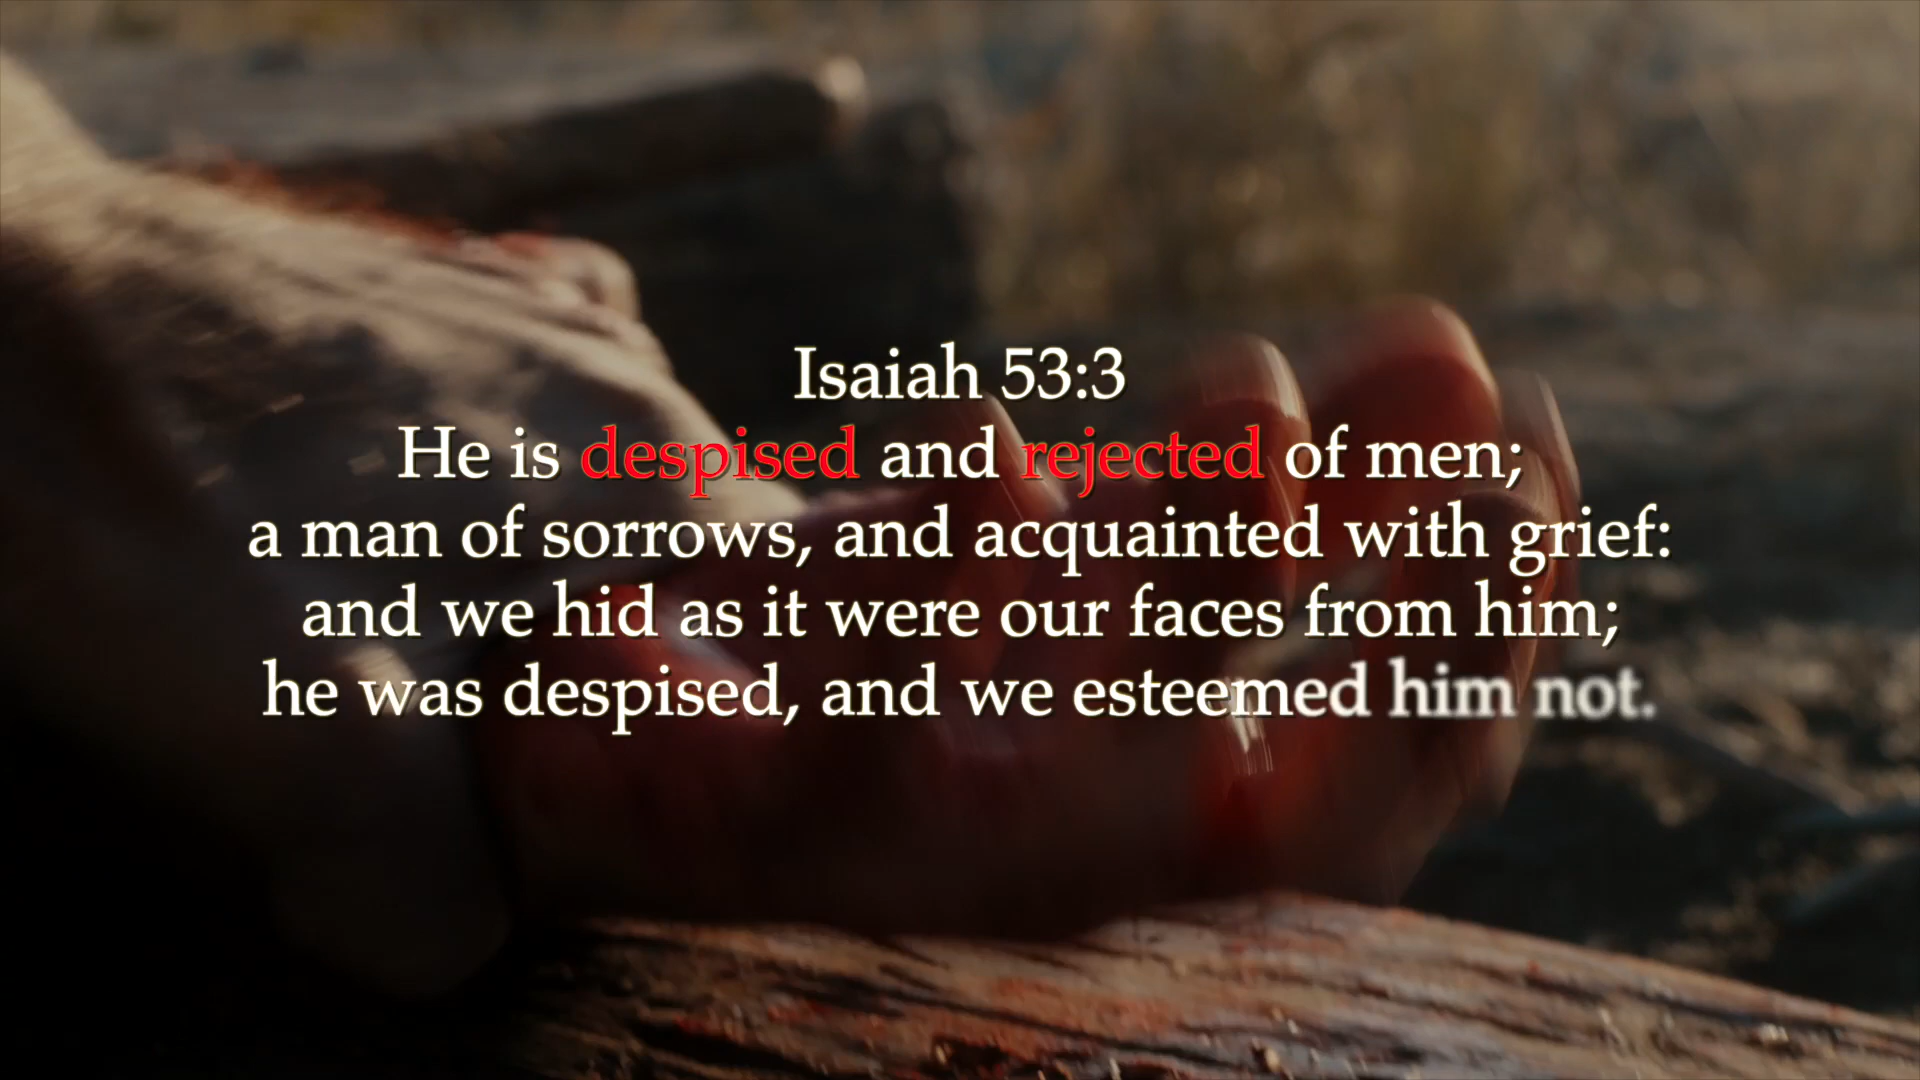 Isaiah 53:3
He is despised and rejected of men;
a man of sorrows, and acquainted with grief:
and we hid as it were our faces from him;
he was despised, and we esteemed him not.